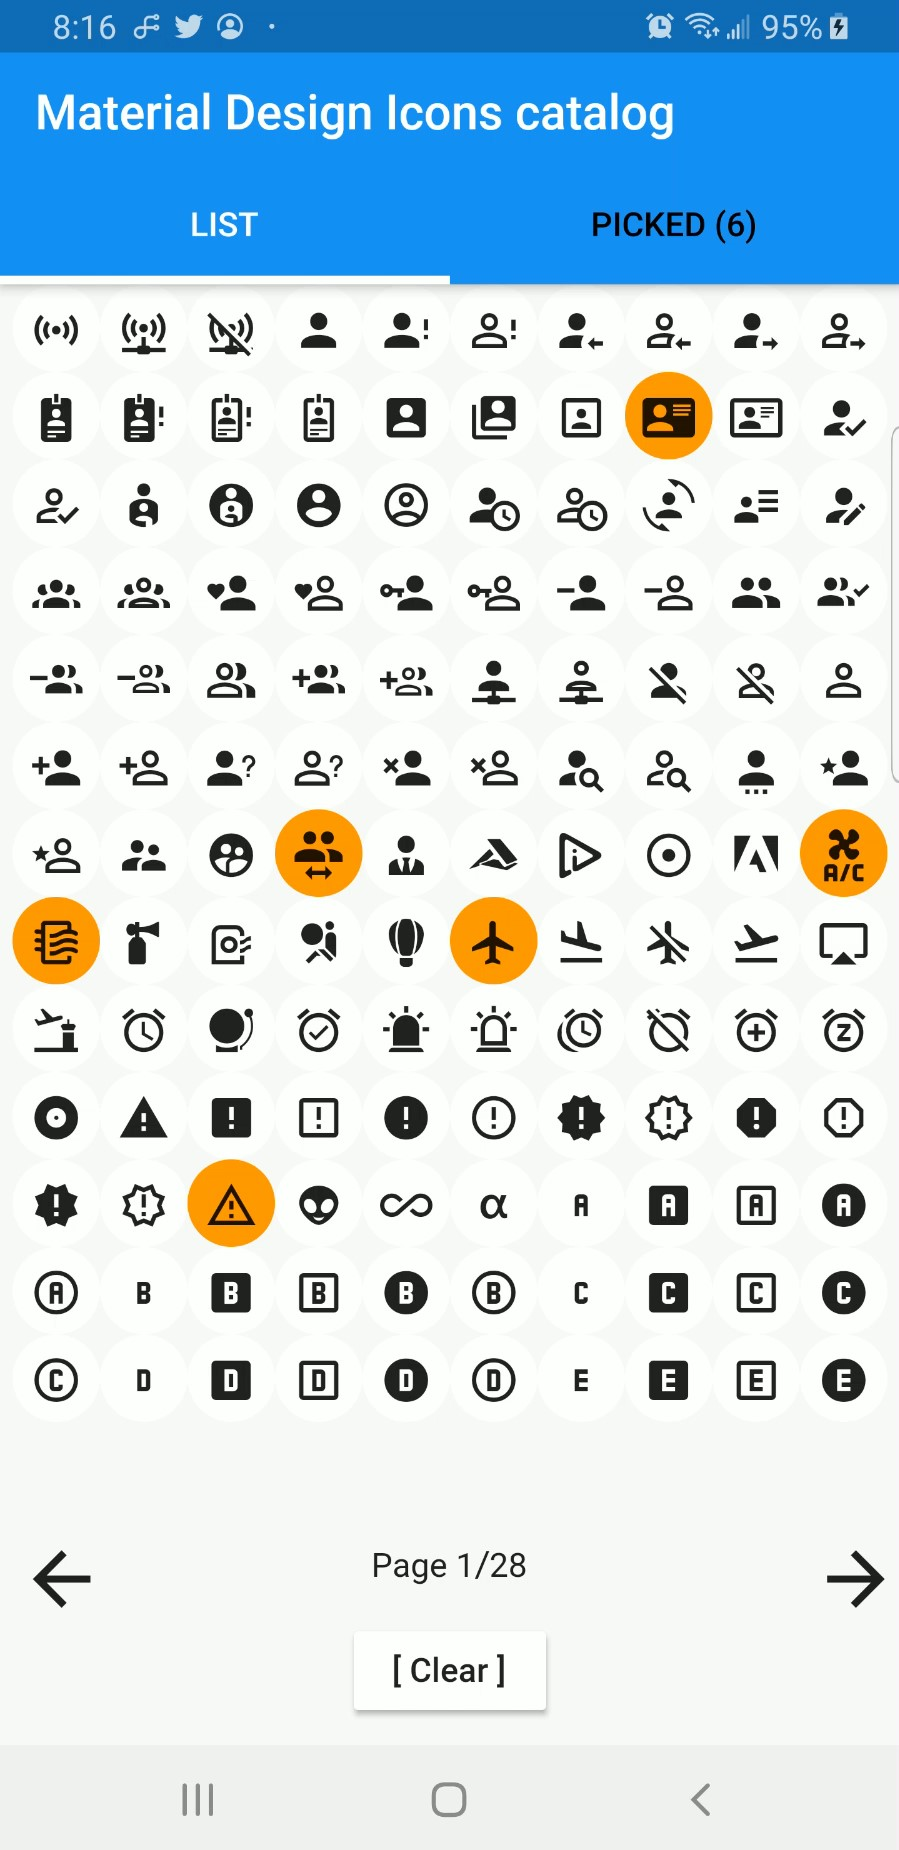 8:16 95%
Material Design Icons catalog
LIST PICKED (6)
A/C
α A A A A
A B B B B B C C C C
C D D D D D E E E E
Page 1/28
[ Clear ]